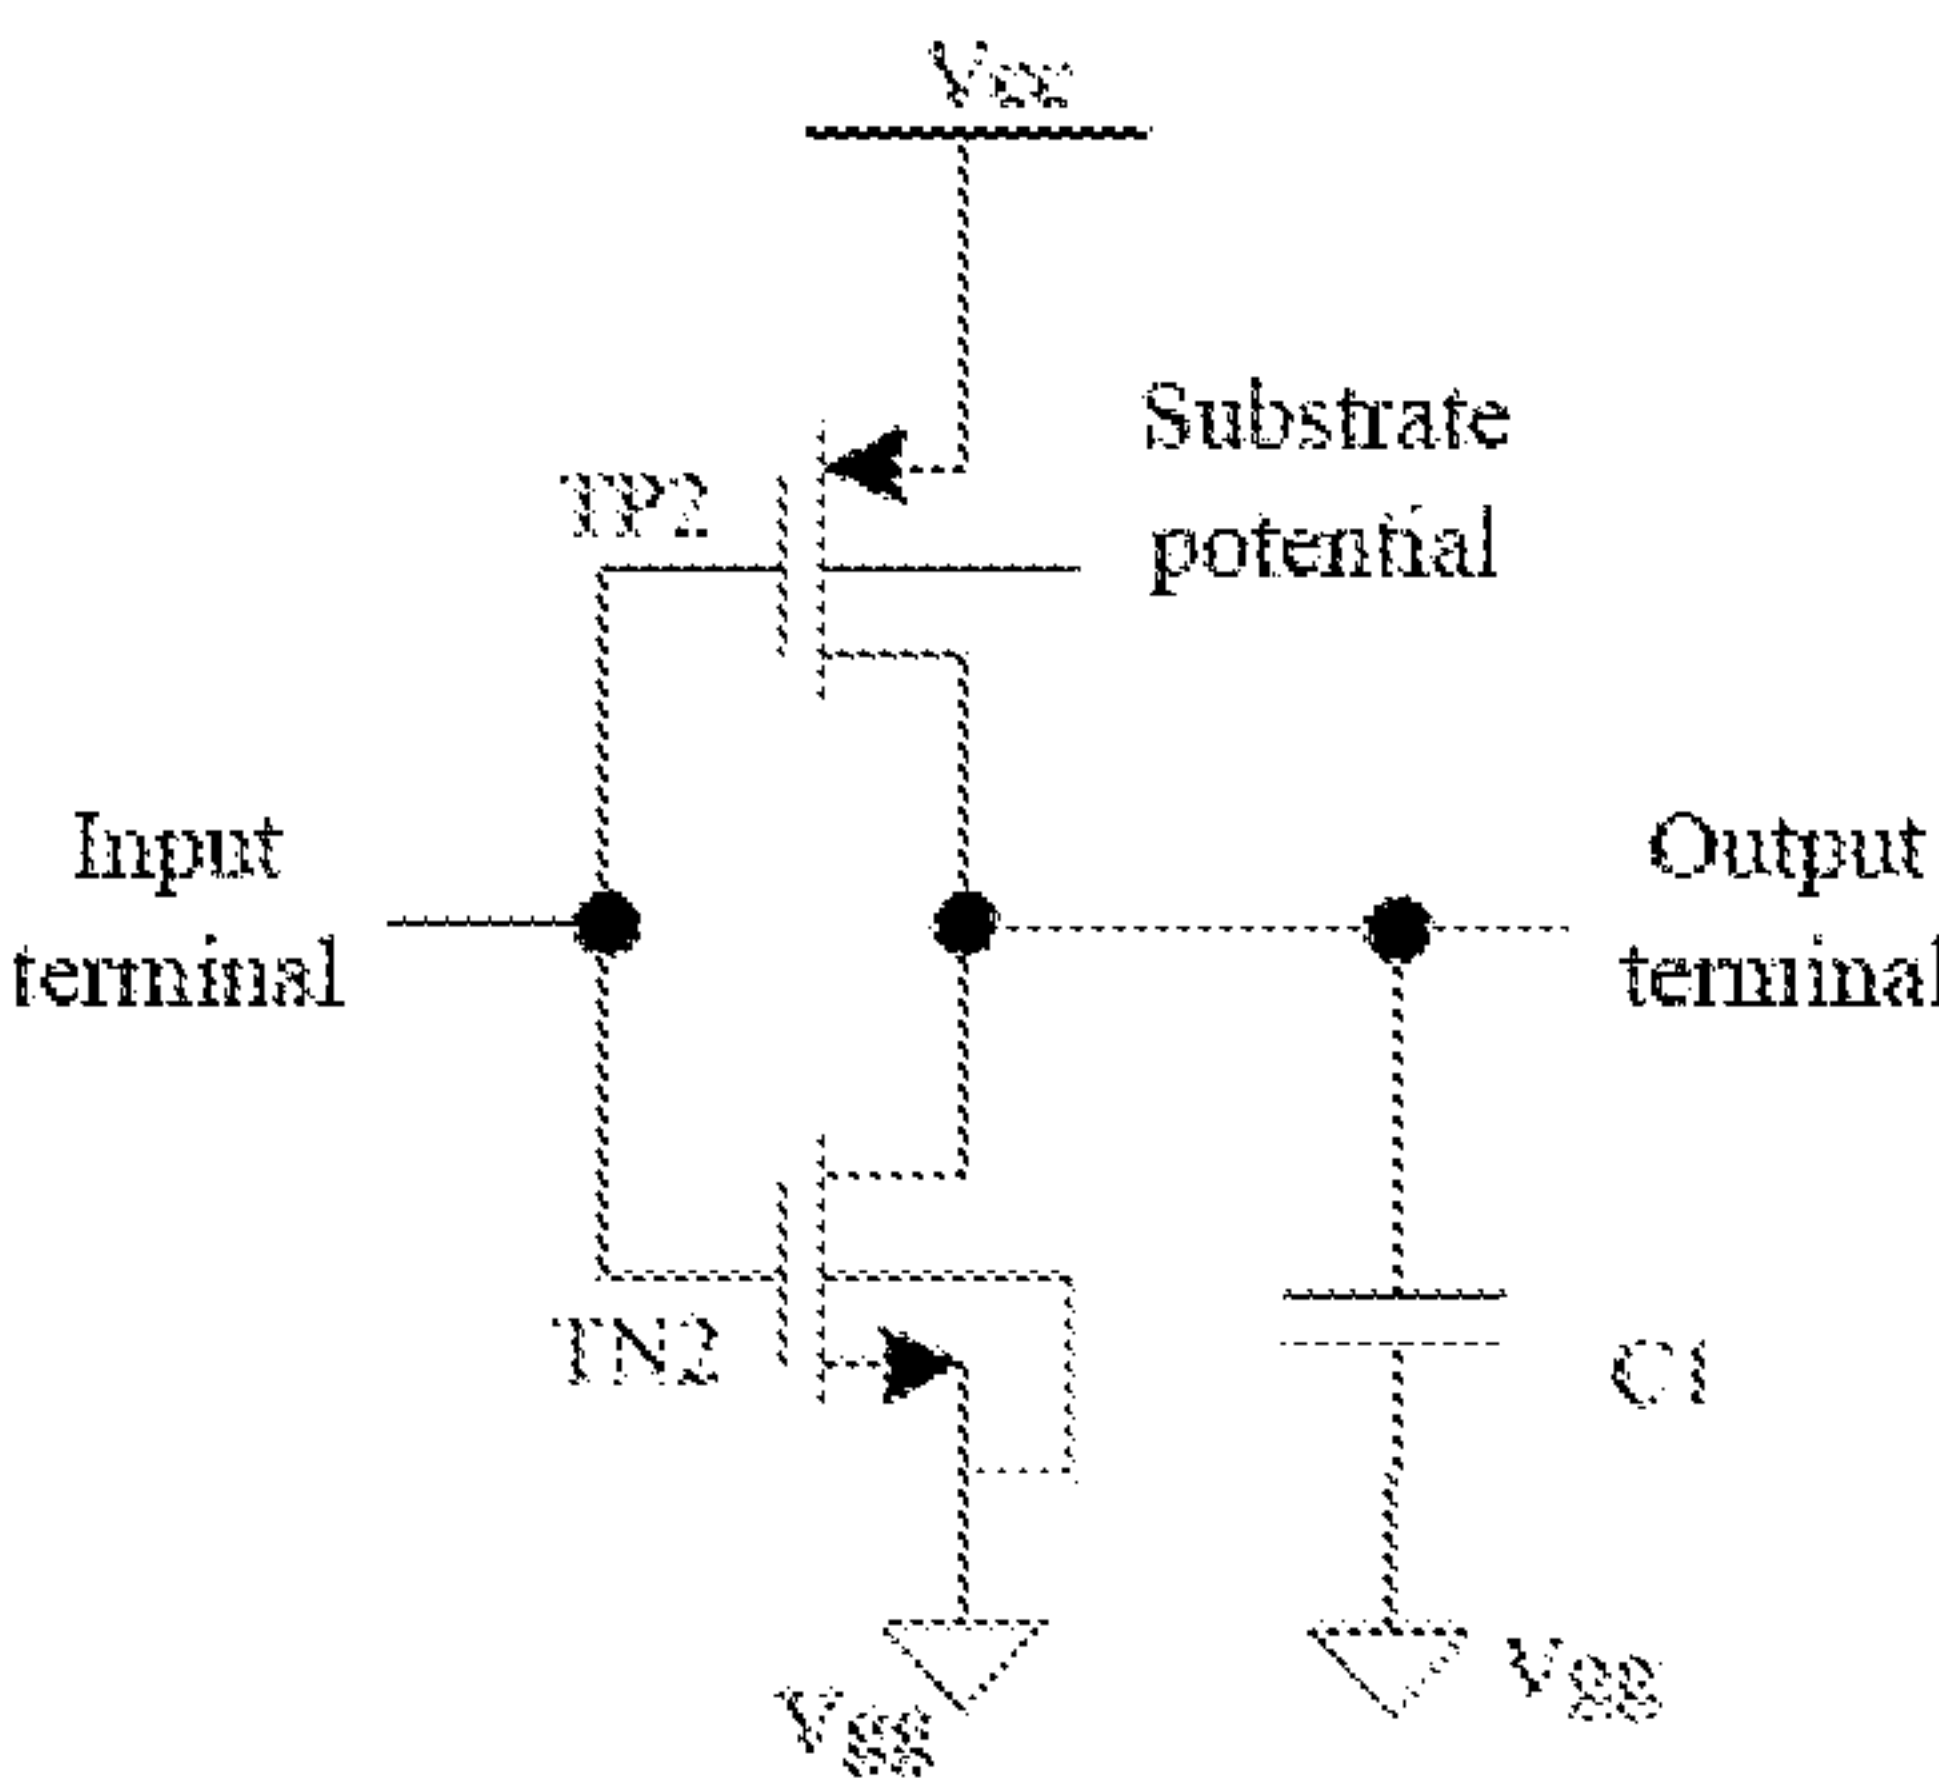 Vcc
Substrate
potential
TP2
Input
terminal
Output
terminal
TN2
C1
Vss
Vss